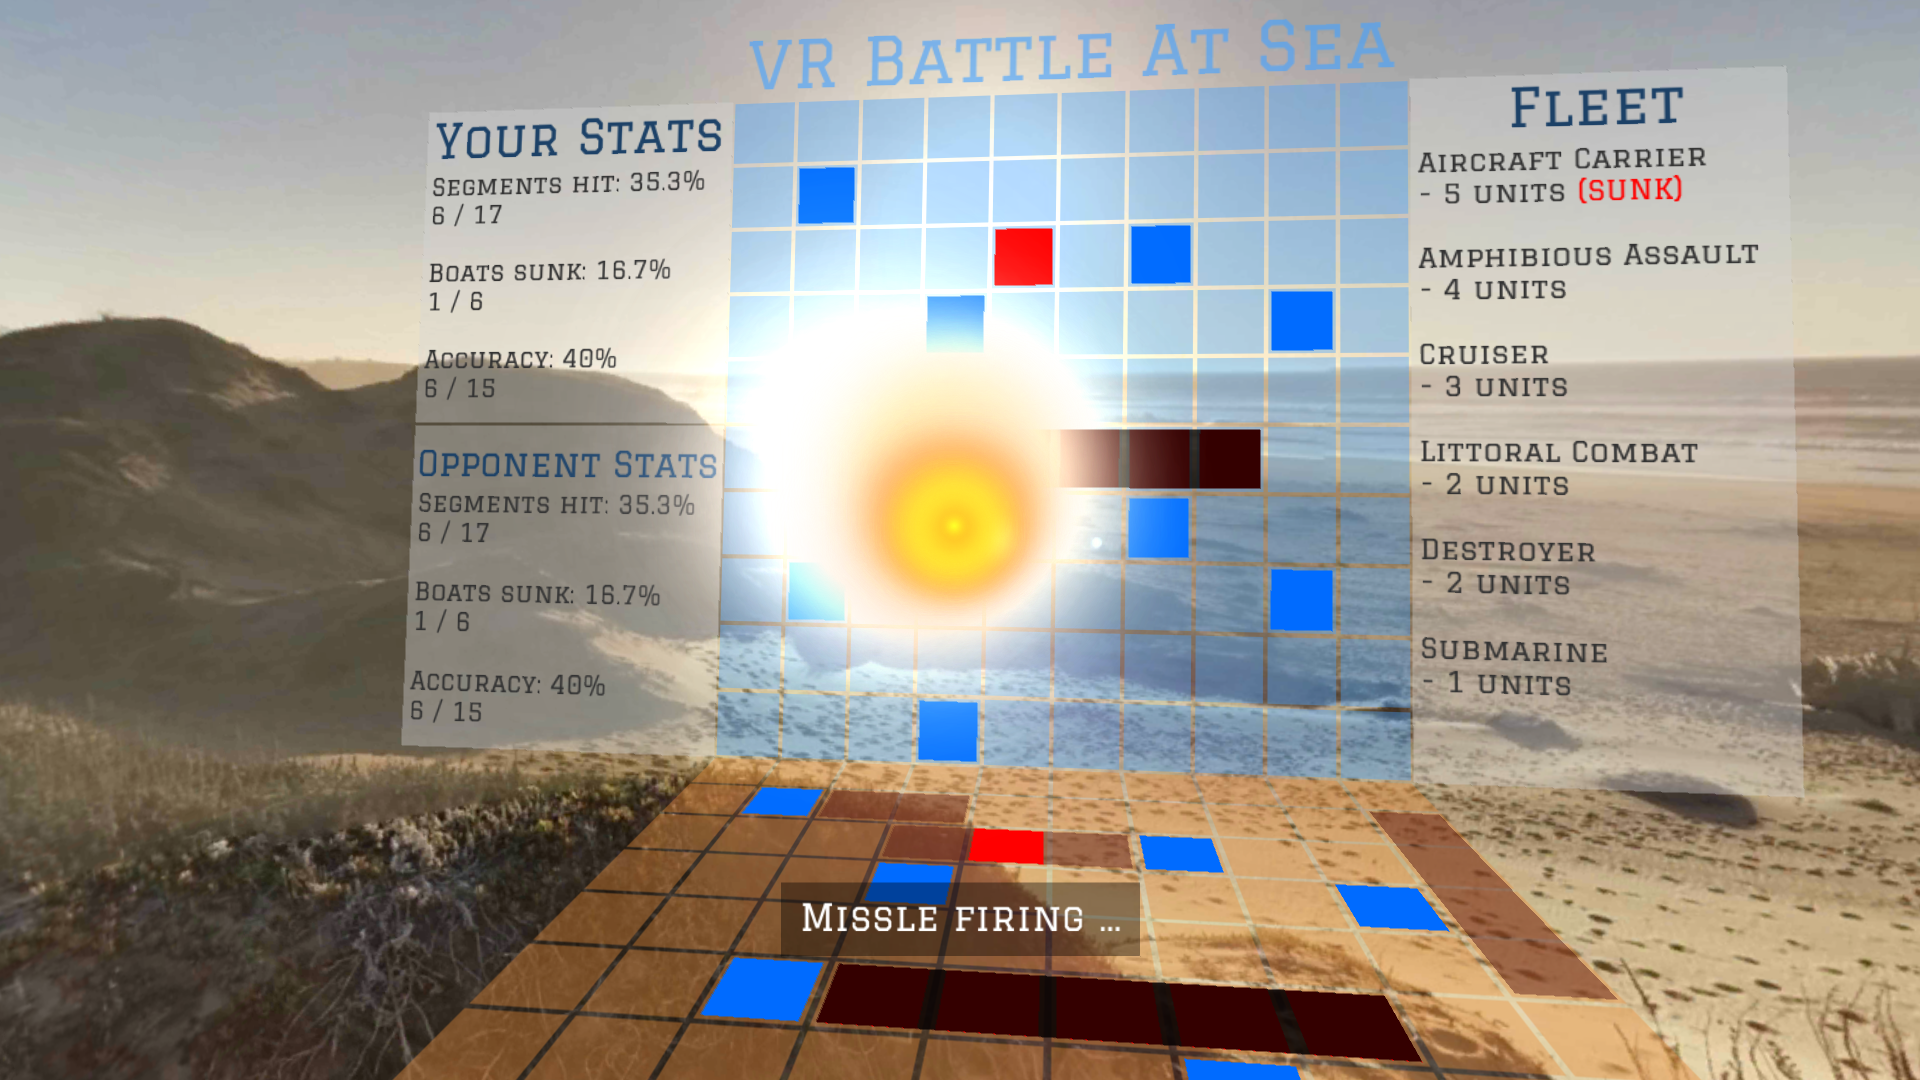 VR Battle At Sea
Your Stats
Segments hit: 35.3%
6 / 17
Boats sunk: 16.7%
1 / 6
Accuracy: 40%
6 / 15
Opponent Stats
Segments hit: 35.3%
6 / 17
Boats sunk: 16.7%
1 / 6
Accuracy: 40%
6 / 15
Fleet
Aircraft Carrier
- 5 units (SUNK)
Amphibious Assault
- 4 units
Cruiser
- 3 units
Littoral Combat
- 2 units
Destroyer
- 2 units
Submarine
- 1 units
Missle firing ...